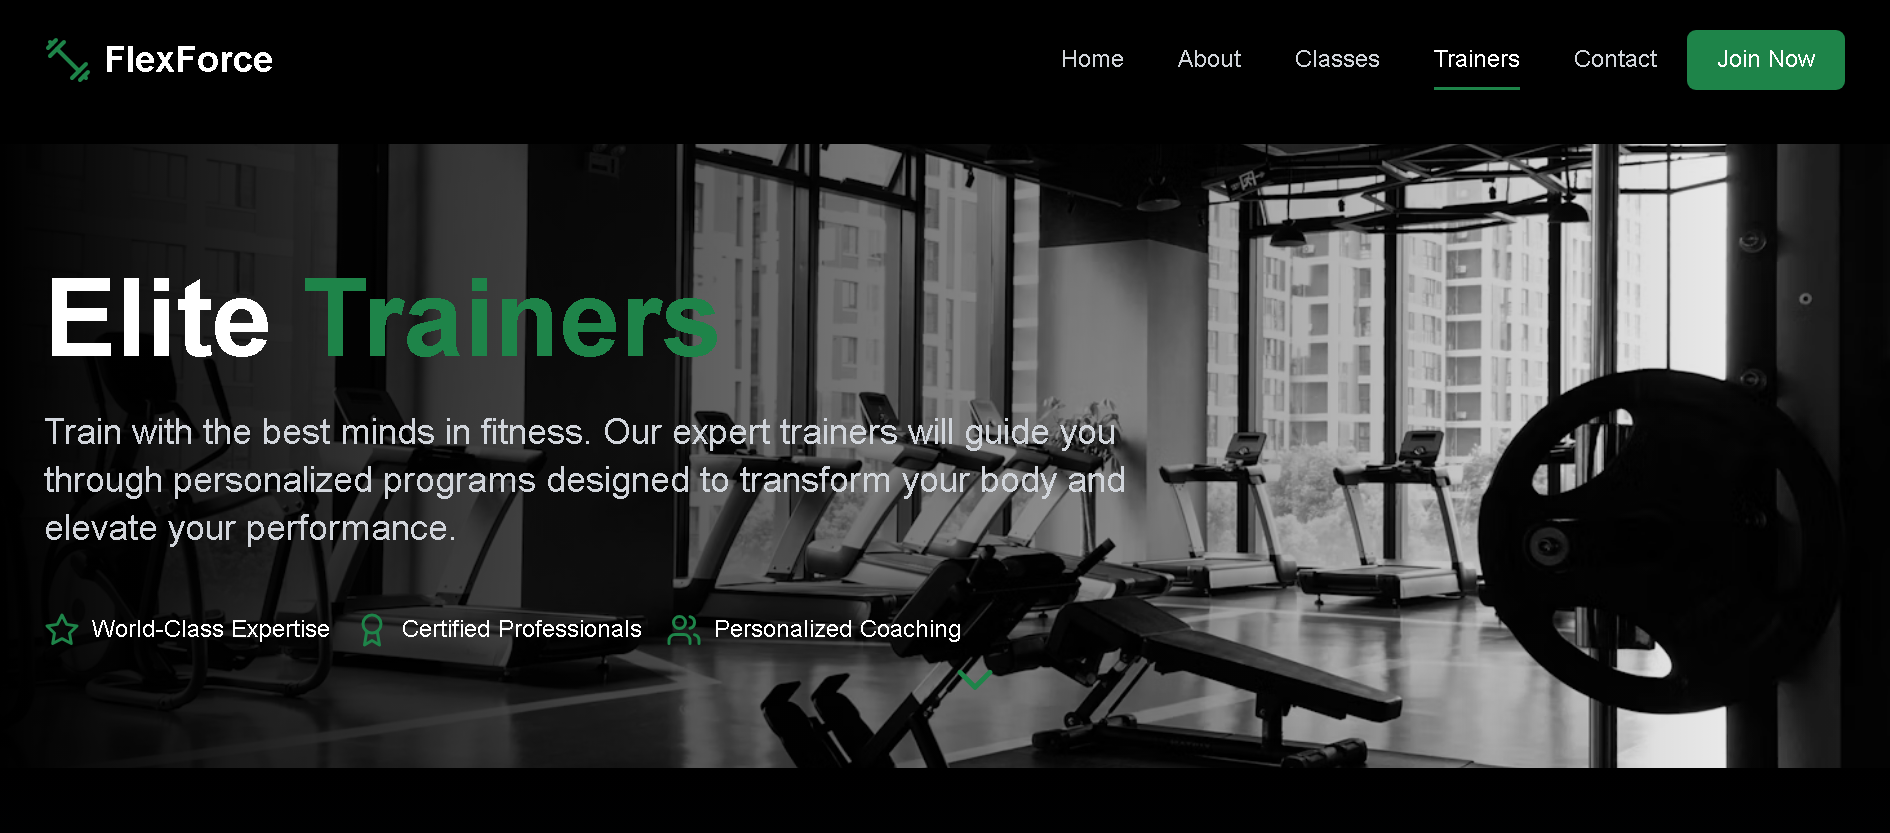 FlexForce
Home
About
Classes
Trainers
Contact
Join Now
Elite Trainers
Train with the best minds in fitness. Our expert trainers will guide you
through personalized programs designed to transform your body and
elevate your performance.
World-Class Expertise
Certified Professionals
Personalized Coaching